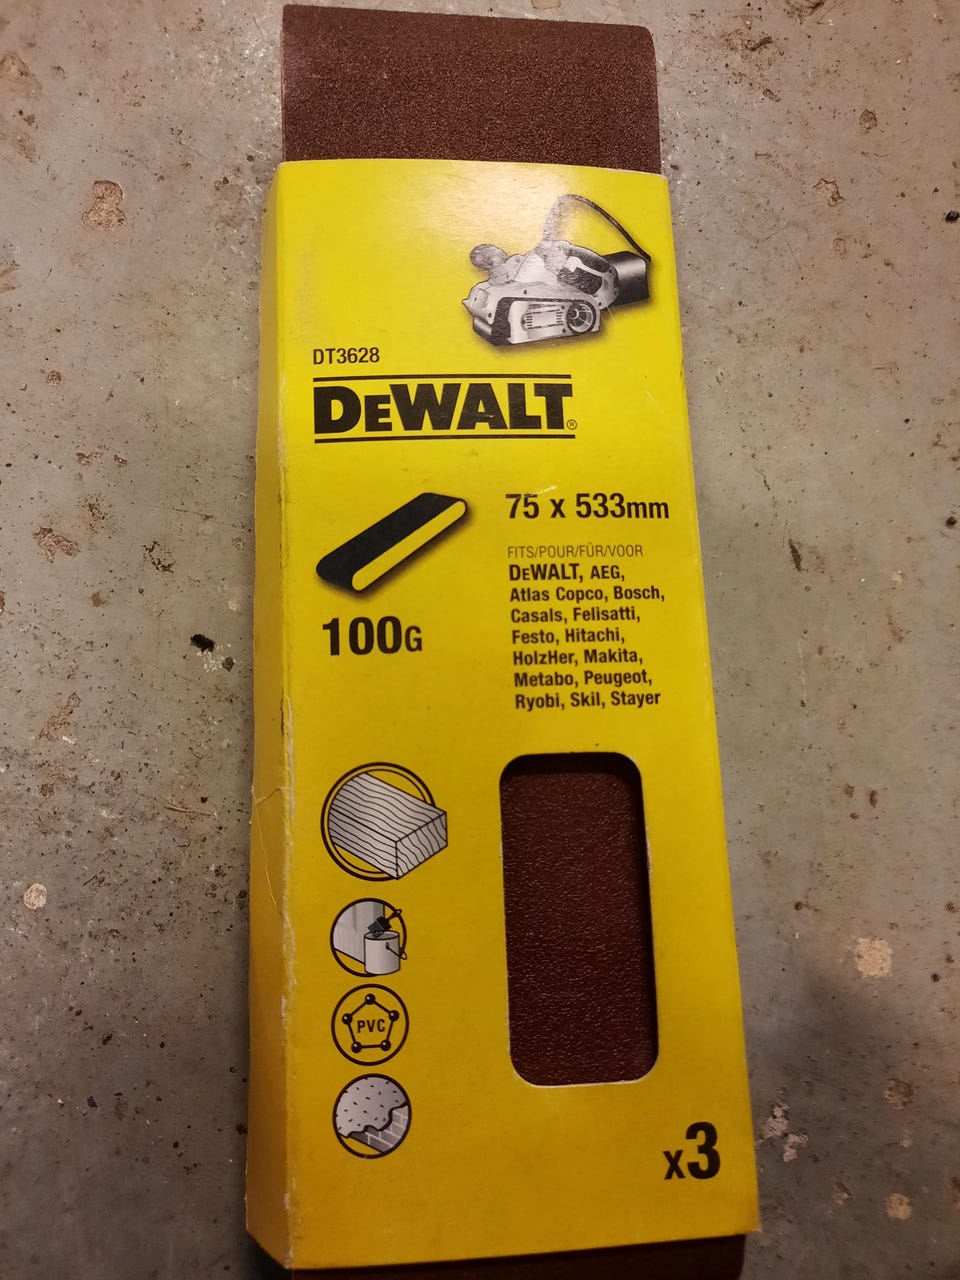 DT3628
DEWALT®
75 x 533mm
FITS/POUR/FÜR/VOOR
DEWALT, AEG,
Atlas Copco, Bosch,
Casals, Felisatti,
Festo, Hitachi,
HolzHer, Makita,
Metabo, Peugeot,
Ryobi, Skil, Stayer
100G
PVC
x3